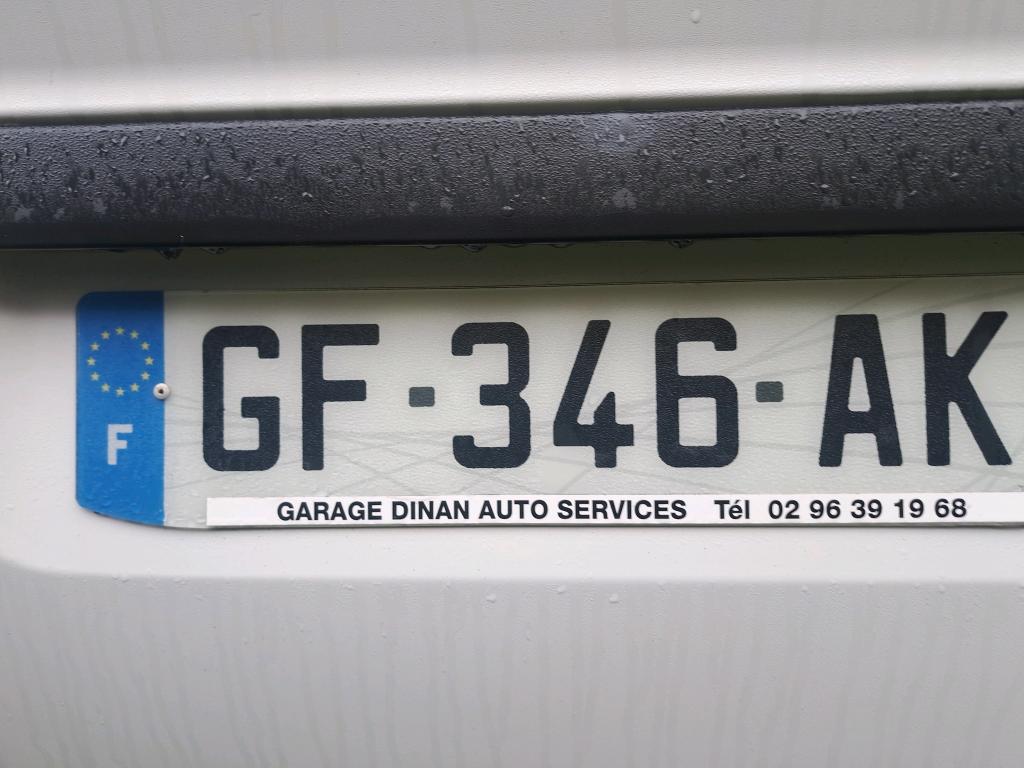 F
GF-346-AK
GARAGE DINAN AUTO SERVICES Tél 02 96 39 19 68